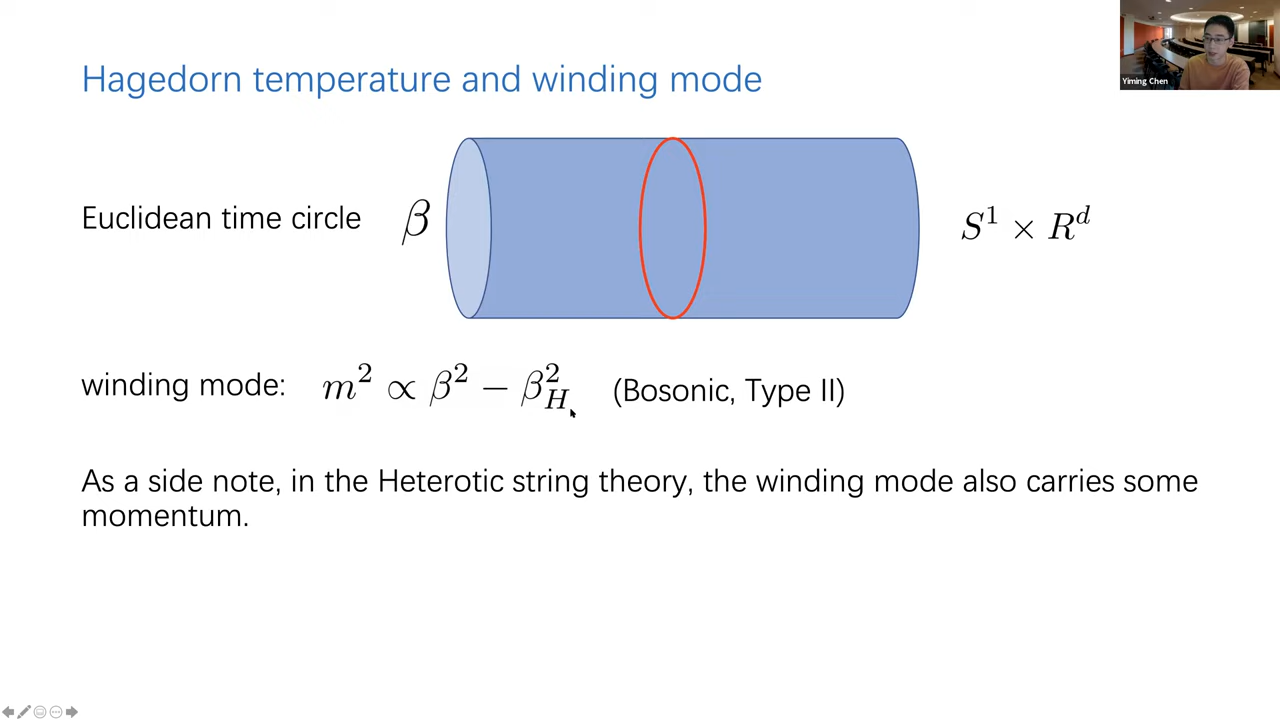 Hagedorn temperature and winding mode
Yiming Chen
Euclidean time circle
β
S¹ × Rᵈ
winding mode: m² ∝ β² − β_H² (Bosonic, Type II)
As a side note, in the Heterotic string theory, the winding mode also carries some
momentum.